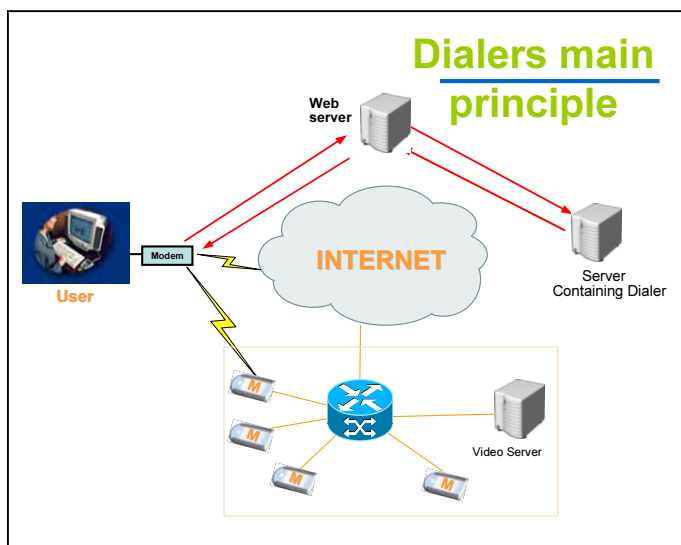 Dialers main
principle
Web
server
INTERNET
Modem
User
Server
Containing Dialer
M
M
M
M
Video Server